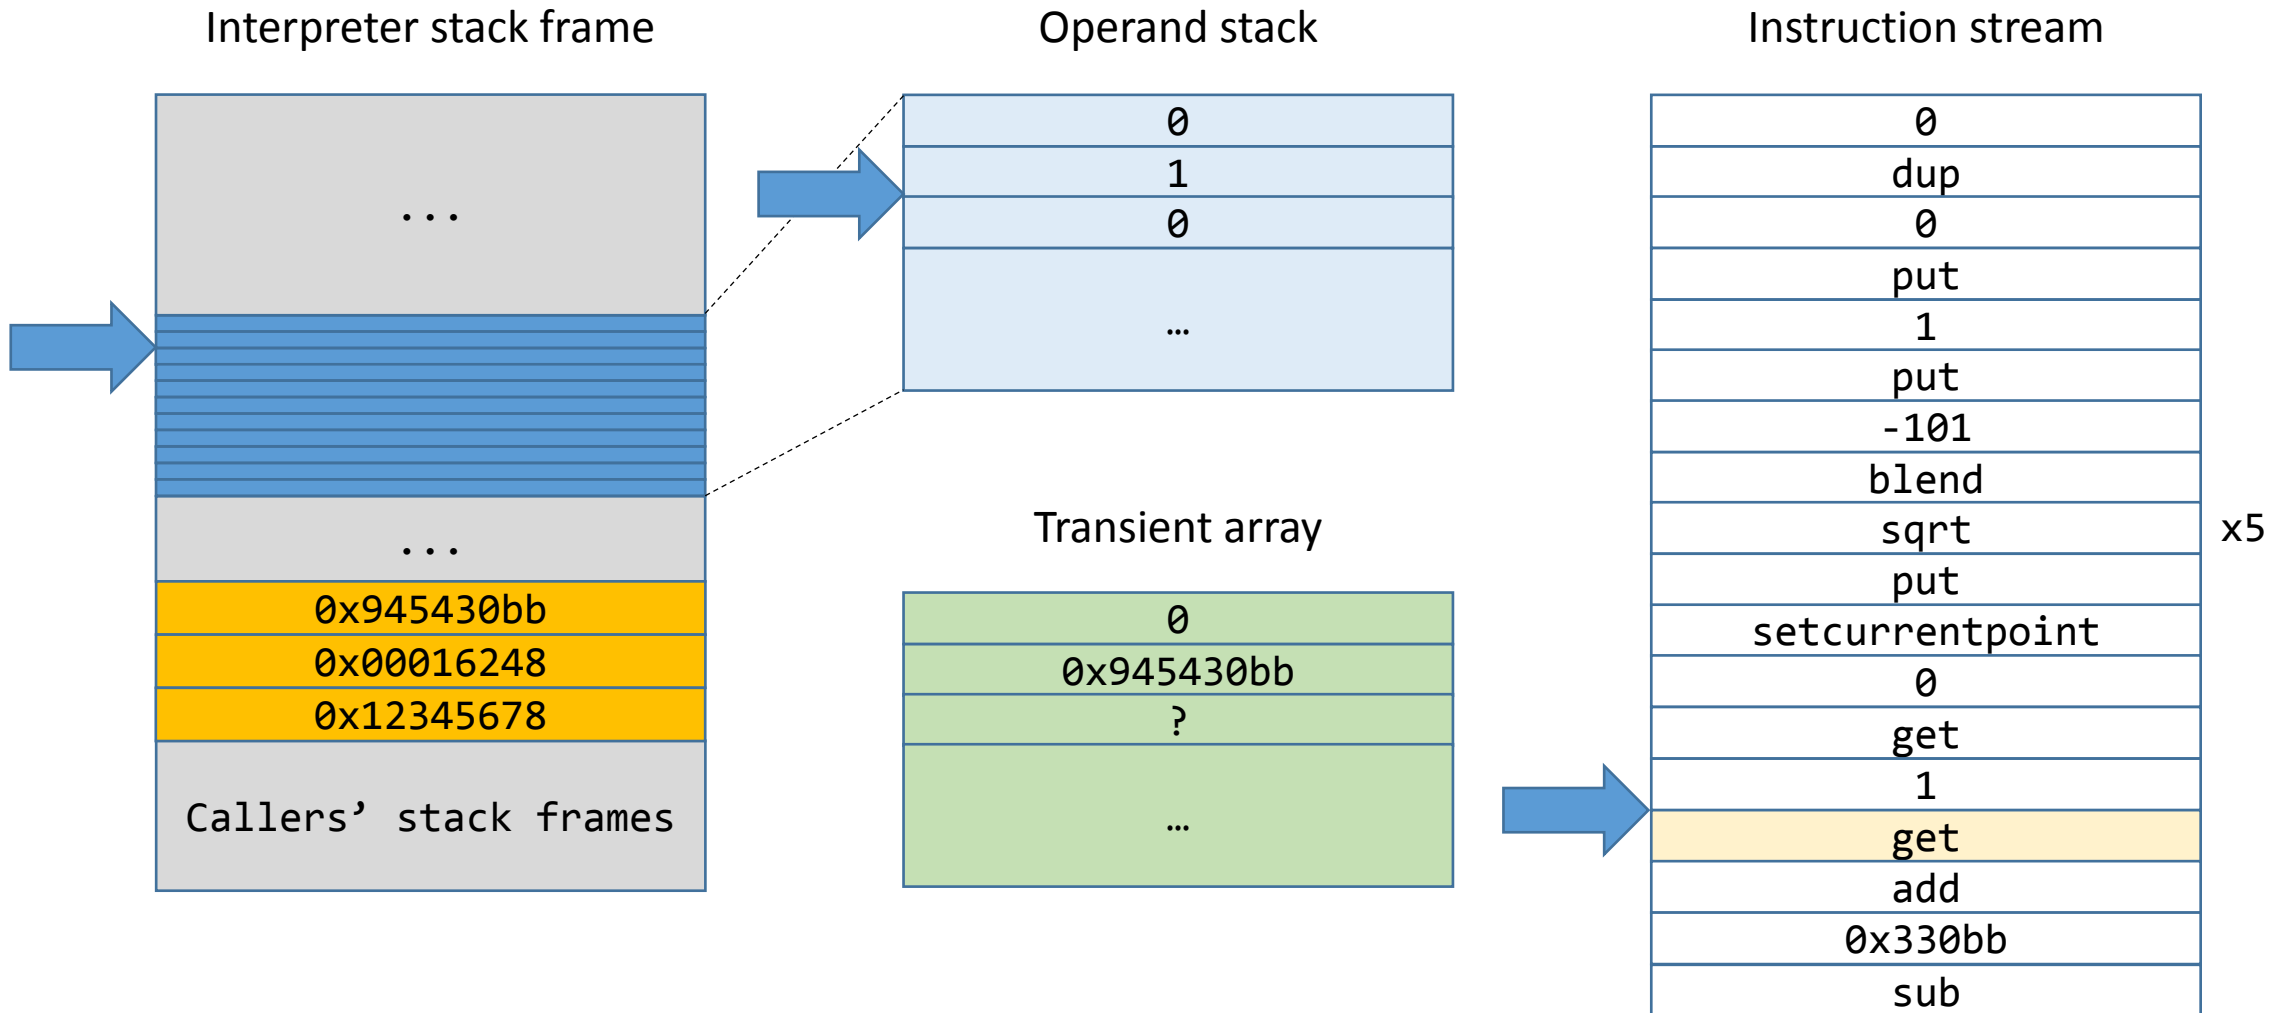 Interpreter stack frame
...
...
0x945430bb
0x00016248
0x12345678
Callers’ stack frames
Operand stack
0
1
0
…
Transient array
0
0x945430bb
?
…
Instruction stream
0
dup
0
put
1
put
-101
blend
sqrt
x5
put
setcurrentpoint
0
get
1
get
add
0x330bb
sub